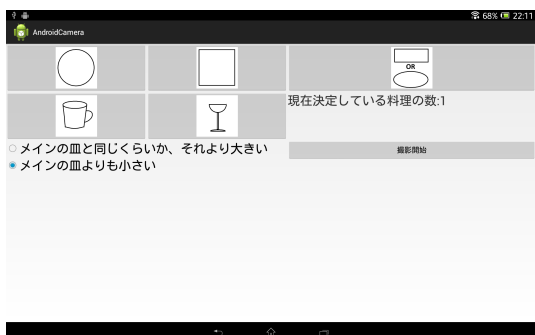 68% 22:11
AndroidCamera
OR
現在決定している料理の数:1
メインの皿と同じくらいか、それより大きい
メインの皿よりも小さい
撮影開始